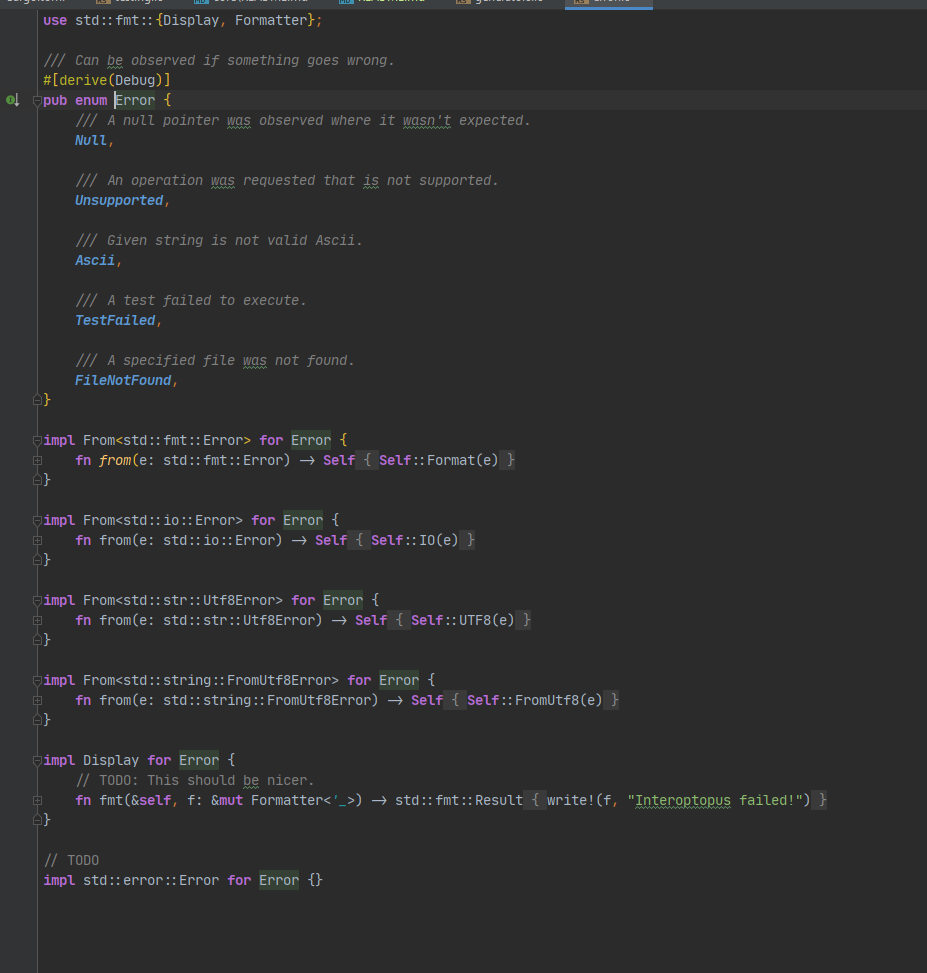 use std::fmt::{Display, Formatter};
/// Can be observed if something goes wrong.
#[derive(Debug)]
pub enum Error {
/// A null pointer was observed where it wasn't expected.
Null,
/// An operation was requested that is not supported.
Unsupported,
/// Given string is not valid Ascii.
Ascii,
/// A test failed to execute.
TestFailed,
/// A specified file was not found.
FileNotFound,
}
impl From<std::fmt::Error> for Error {
fn from(e: std::fmt::Error) → Self { Self::Format(e) }
}
impl From<std::io::Error> for Error {
fn from(e: std::io::Error) → Self { Self::IO(e) }
}
impl From<std::str::Utf8Error> for Error {
fn from(e: std::str::Utf8Error) → Self { Self::UTF8(e) }
}
impl From<std::string::FromUtf8Error> for Error {
fn from(e: std::string::FromUtf8Error) → Self { Self::FromUtf8(e) }
}
impl Display for Error {
// TODO: This should be nicer.
fn fmt(&self, f: &mut Formatter<'_>) → std::fmt::Result { write!(f, "Interoptopus failed!") }
}
// TODO
impl std::error::Error for Error {}